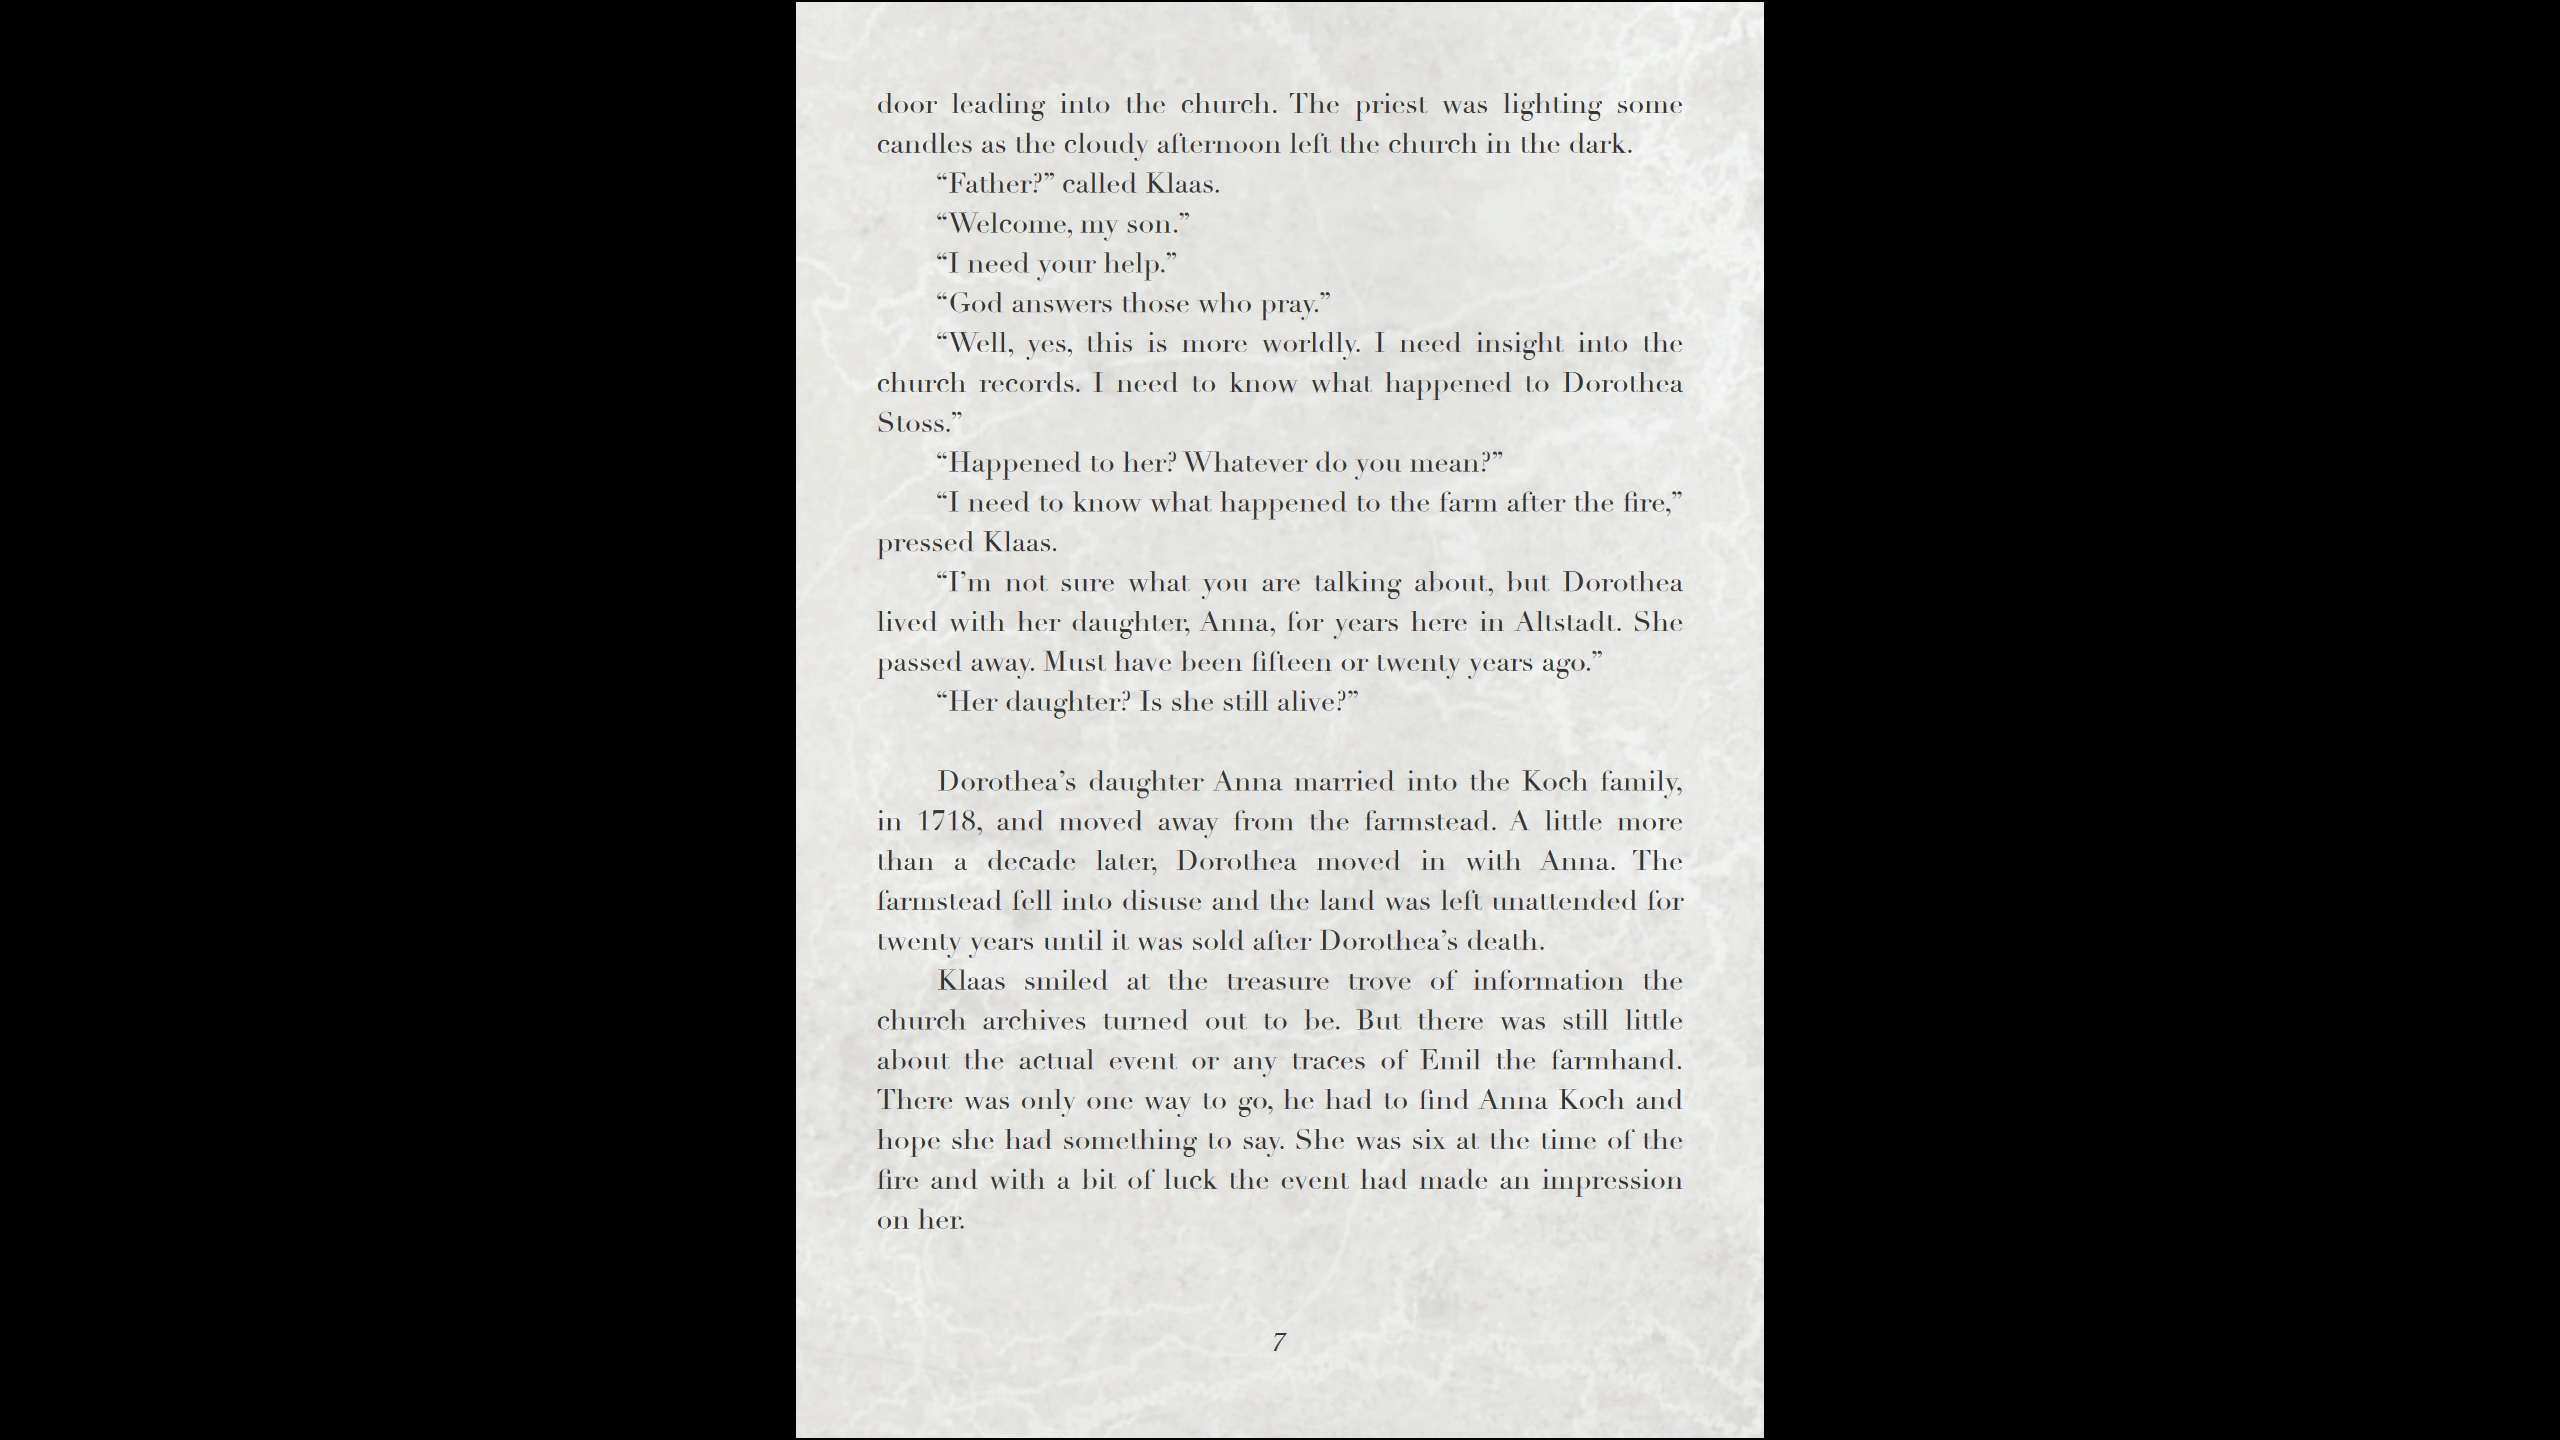 door leading into the church. The priest was lighting some
candles as the cloudy afternoon left the church in the dark.
“Father?” called Klaas.
“Welcome, my son.”
“I need your help.”
“God answers those who pray.”
“Well, yes, this is more worldly. I need insight into the
church records. I need to know what happened to Dorothea
Stoss.”
“Happened to her? Whatever do you mean?”
“I need to know what happened to the farm after the fire,”
pressed Klaas.
“I’m not sure what you are talking about, but Dorothea
lived with her daughter, Anna, for years here in Altstadt. She
passed away. Must have been fifteen or twenty years ago.”
“Her daughter? Is she still alive?”
Dorothea’s daughter Anna married into the Koch family,
in 1718, and moved away from the farmstead. A little more
than a decade later, Dorothea moved in with Anna. The
farmstead fell into disuse and the land was left unattended for
twenty years until it was sold after Dorothea’s death.
Klaas smiled at the treasure trove of information the
church archives turned out to be. But there was still little
about the actual event or any traces of Emil the farmhand.
There was only one way to go, he had to find Anna Koch and
hope she had something to say. She was six at the time of the
fire and with a bit of luck the event had made an impression
on her.
7